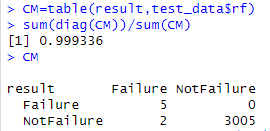 > CM=table(result,test_data$rf)
> sum(diag(CM))/sum(CM)
[1] 0.999336
> CM
result Failure NotFailure
Failure 5 0
NotFailure 2 3005